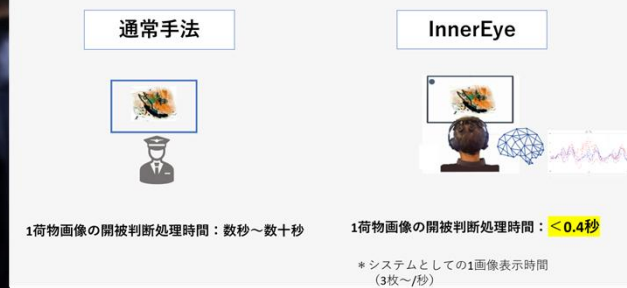 通常手法
InnerEye
1荷物画像の開被判断処理時間：数秒～数十秒
1荷物画像の開被判断処理時間：＜0.4秒
＊システムとしての1画像表示時間
（3枚～/秒）